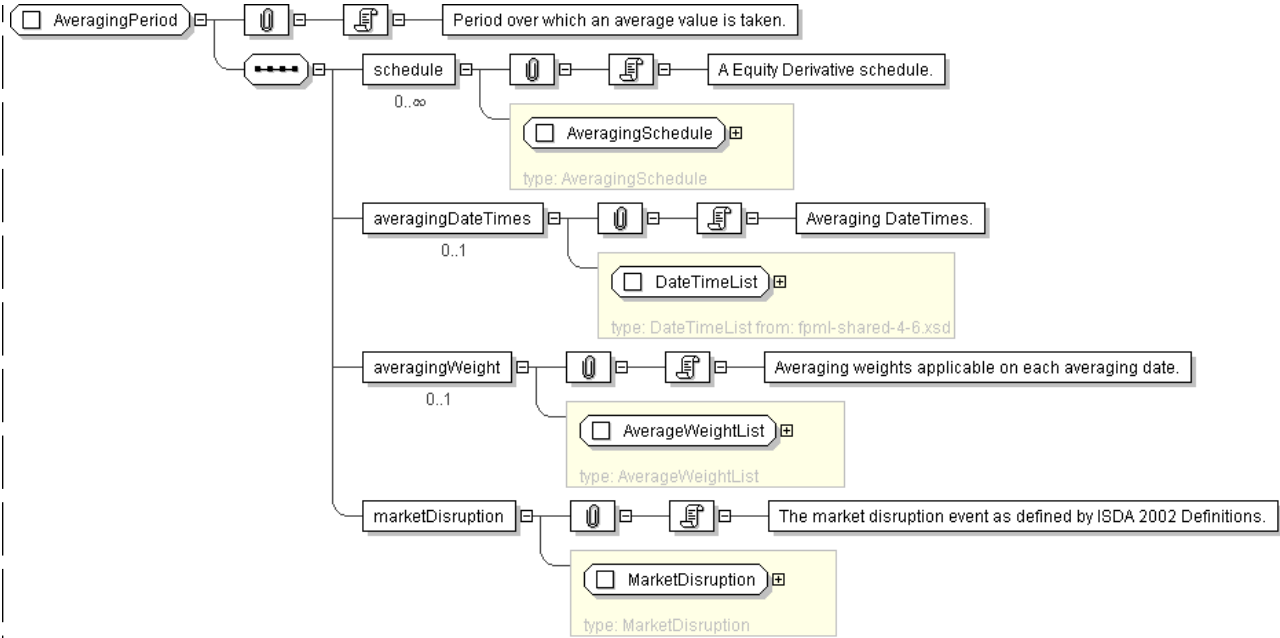 AveragingPeriod Period over which an average value is taken.
schedule A Equity Derivative schedule.
0..∞
AveragingSchedule
type: AveragingSchedule
averagingDateTimes Averaging DateTimes.
0..1
DateTimeList
type: DateTimeList from: fpml-shared-4-6.xsd
averagingWeight Averaging weights applicable on each averaging date.
0..1
AverageWeightList
type: AverageWeightList
marketDisruption The market disruption event as defined by ISDA 2002 Definitions.
MarketDisruption
type: MarketDisruption